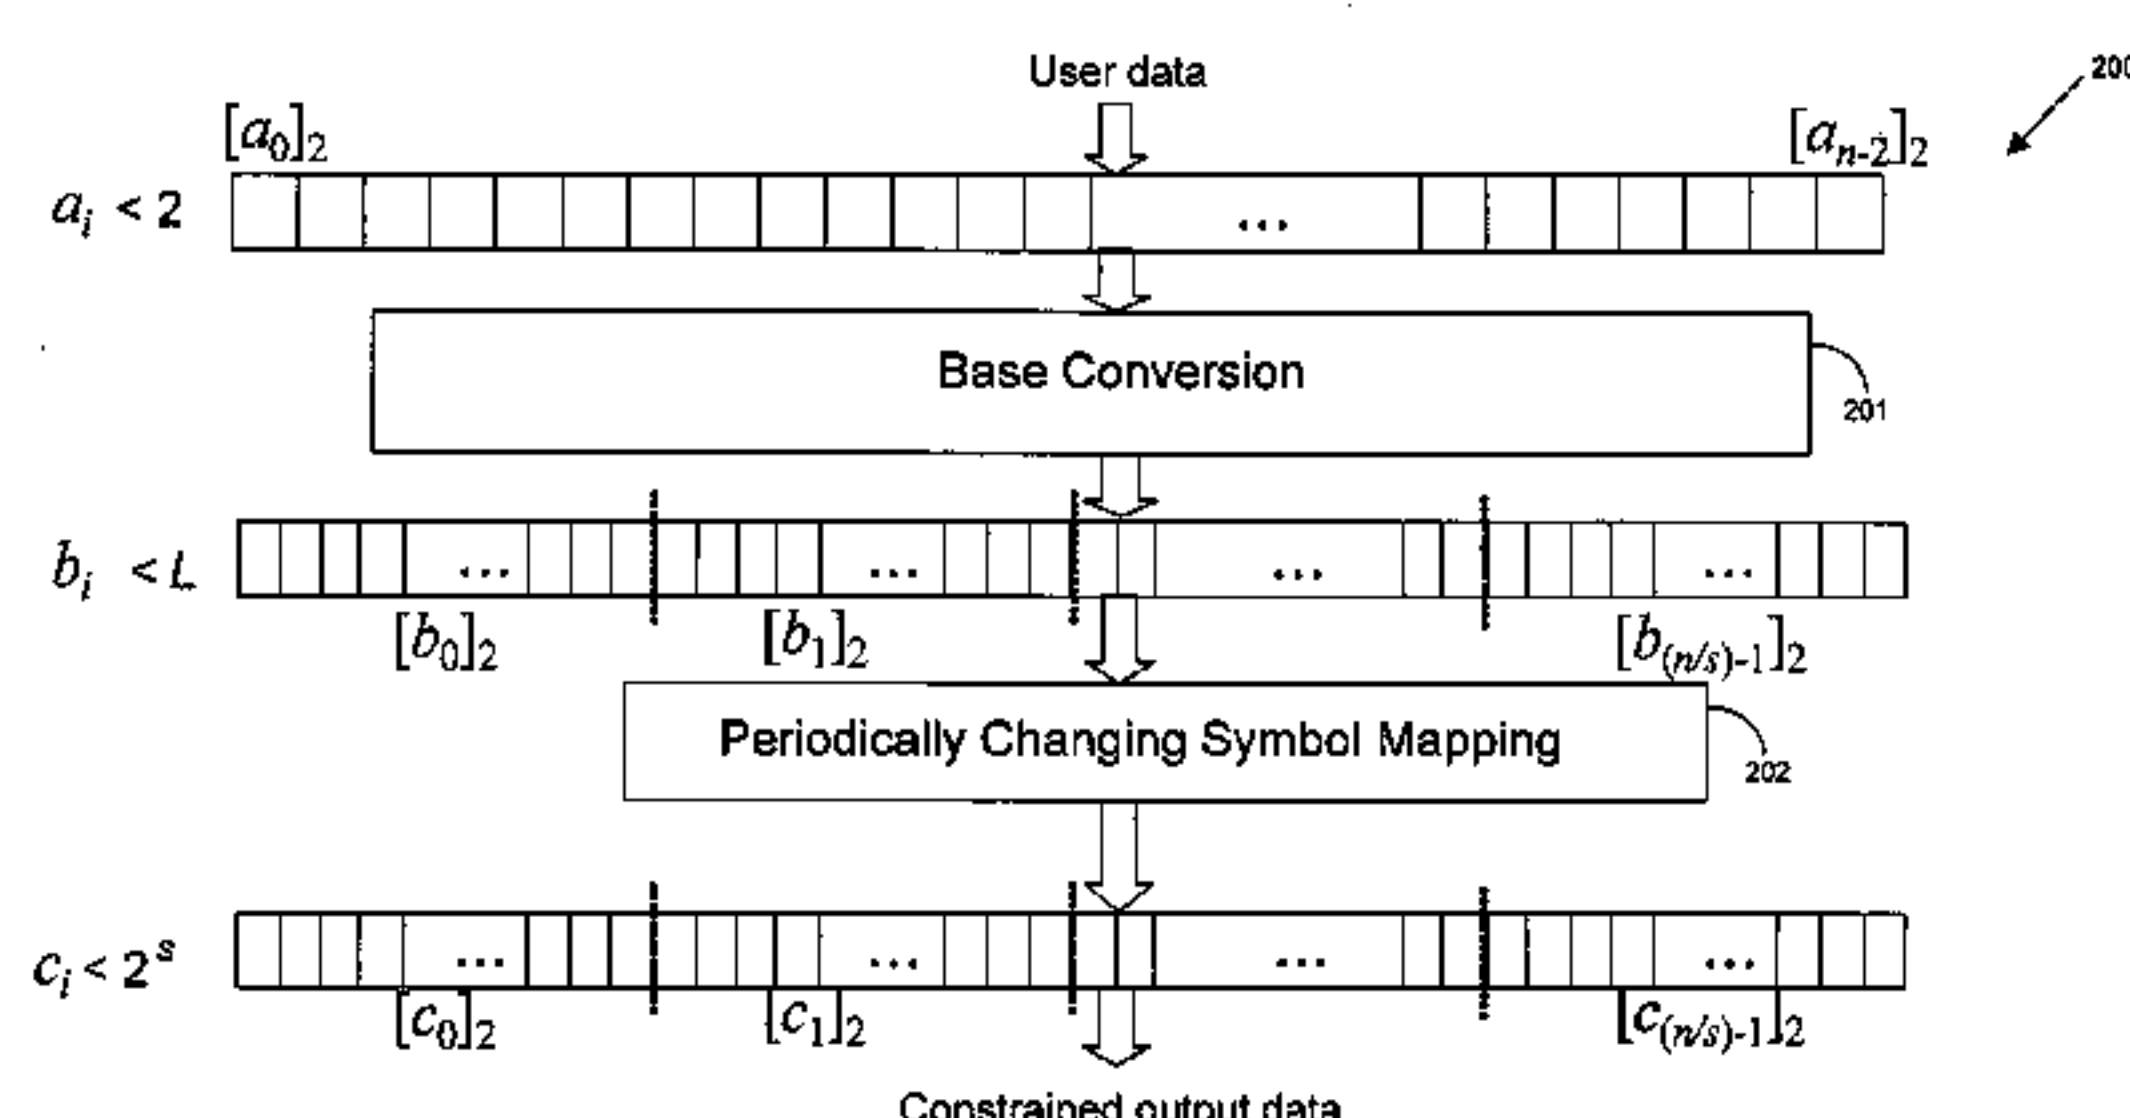 User data
200
[a₀]₂
[aₙ₋₂]₂
aᵢ < 2
...
Base Conversion
201
bᵢ < L
... ... ... ...
[b₀]₂ [b₁]₂ [b₍ₙ/ₛ₎₋₁]₂
Periodically Changing Symbol Mapping
202
cᵢ < 2ˢ
... ... ... ...
[c₀]₂ [c₁]₂ [c₍ₙ/ₛ₎₋₁]₂
Constrained output data